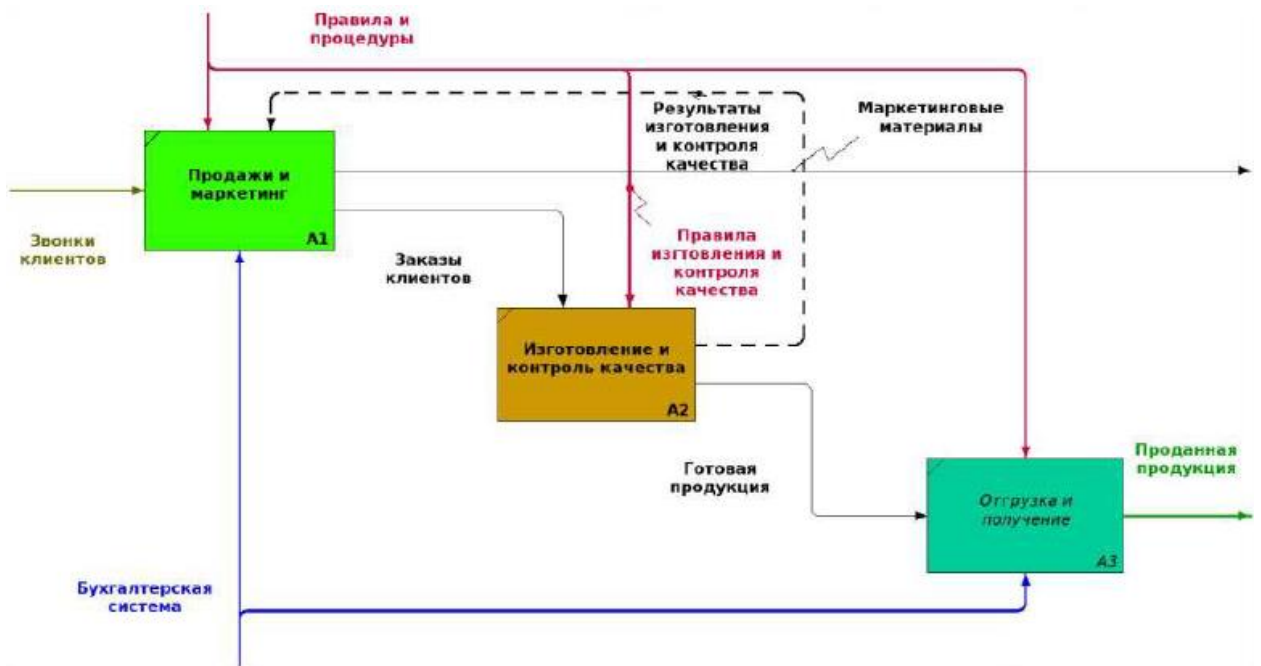 Правила и
процедуры
Результаты
изготовления
и контроля
качества
Маркетинговые
материалы
Продажи и
маркетинг
A1
Звонки
клиентов
Заказы
клиентов
Правила
изгтовления и
контроля
качества
Изготовление и
контроль качества
A2
Готовая
продукция
Проданная
продукция
Отгрузка и
получение
A3
Бухгалтерская
система